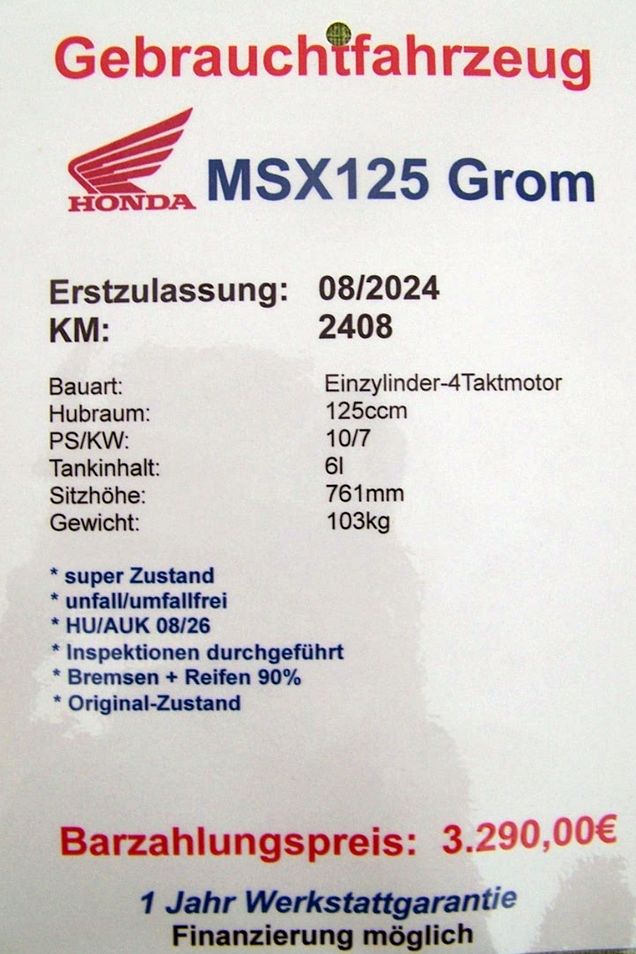 Gebrauchtfahrzeug
HONDA MSX125 Grom
Erstzulassung: 08/2024
KM: 2408
Bauart: Einzylinder-4Taktmotor
Hubraum: 125ccm
PS/KW: 10/7
Tankinhalt: 6l
Sitzhöhe: 761mm
Gewicht: 103kg
* super Zustand
* unfall/umfallfrei
* HU/AUK 08/26
* Inspektionen durchgeführt
* Bremsen + Reifen 90%
* Original-Zustand
Barzahlungspreis: 3.290,00€
1 Jahr Werkstattgarantie
Finanzierung möglich